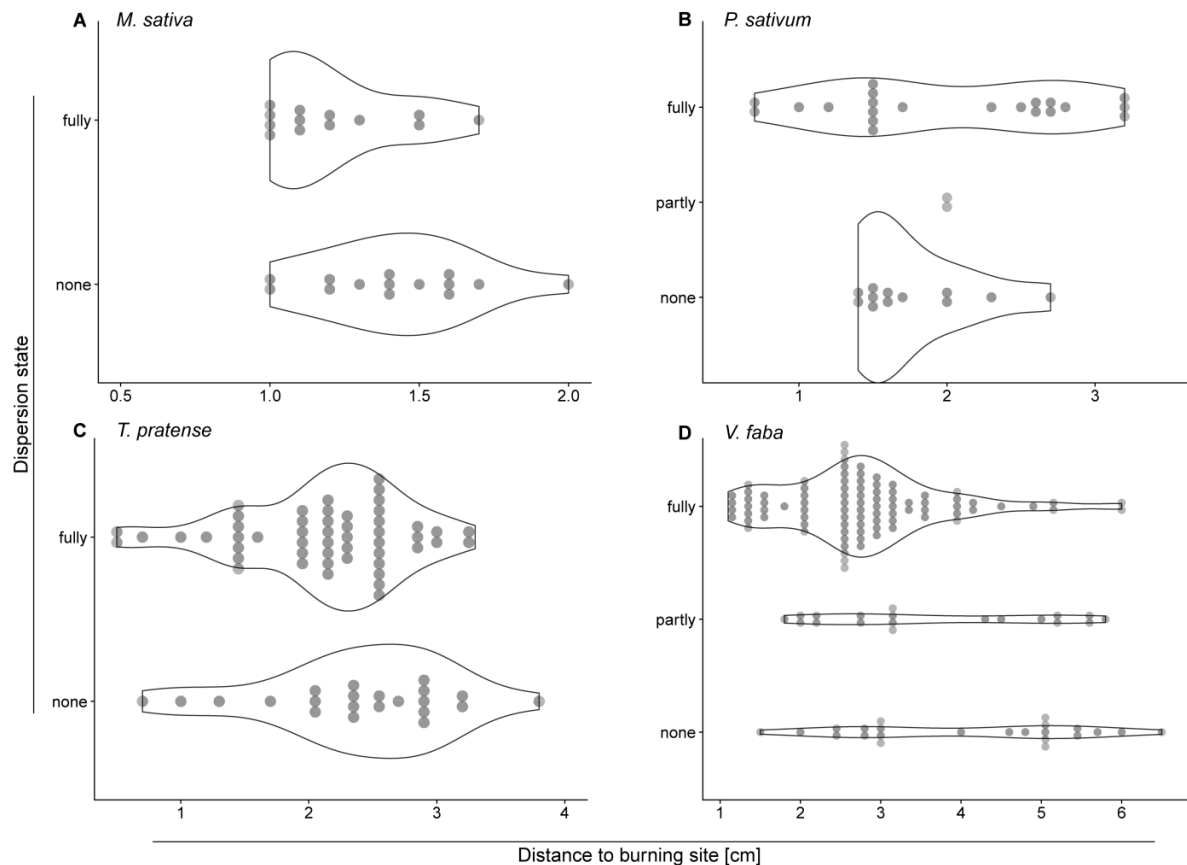 A M. sativa
B P. sativum
fully
none
0.5 1.0 1.5 2.0
fully
partly
none
1 2 3
Dispersion state
C T. pratense
D V. faba
fully
none
1 2 3 4
fully
partly
none
1 2 3 4 5 6
Distance to burning site [cm]